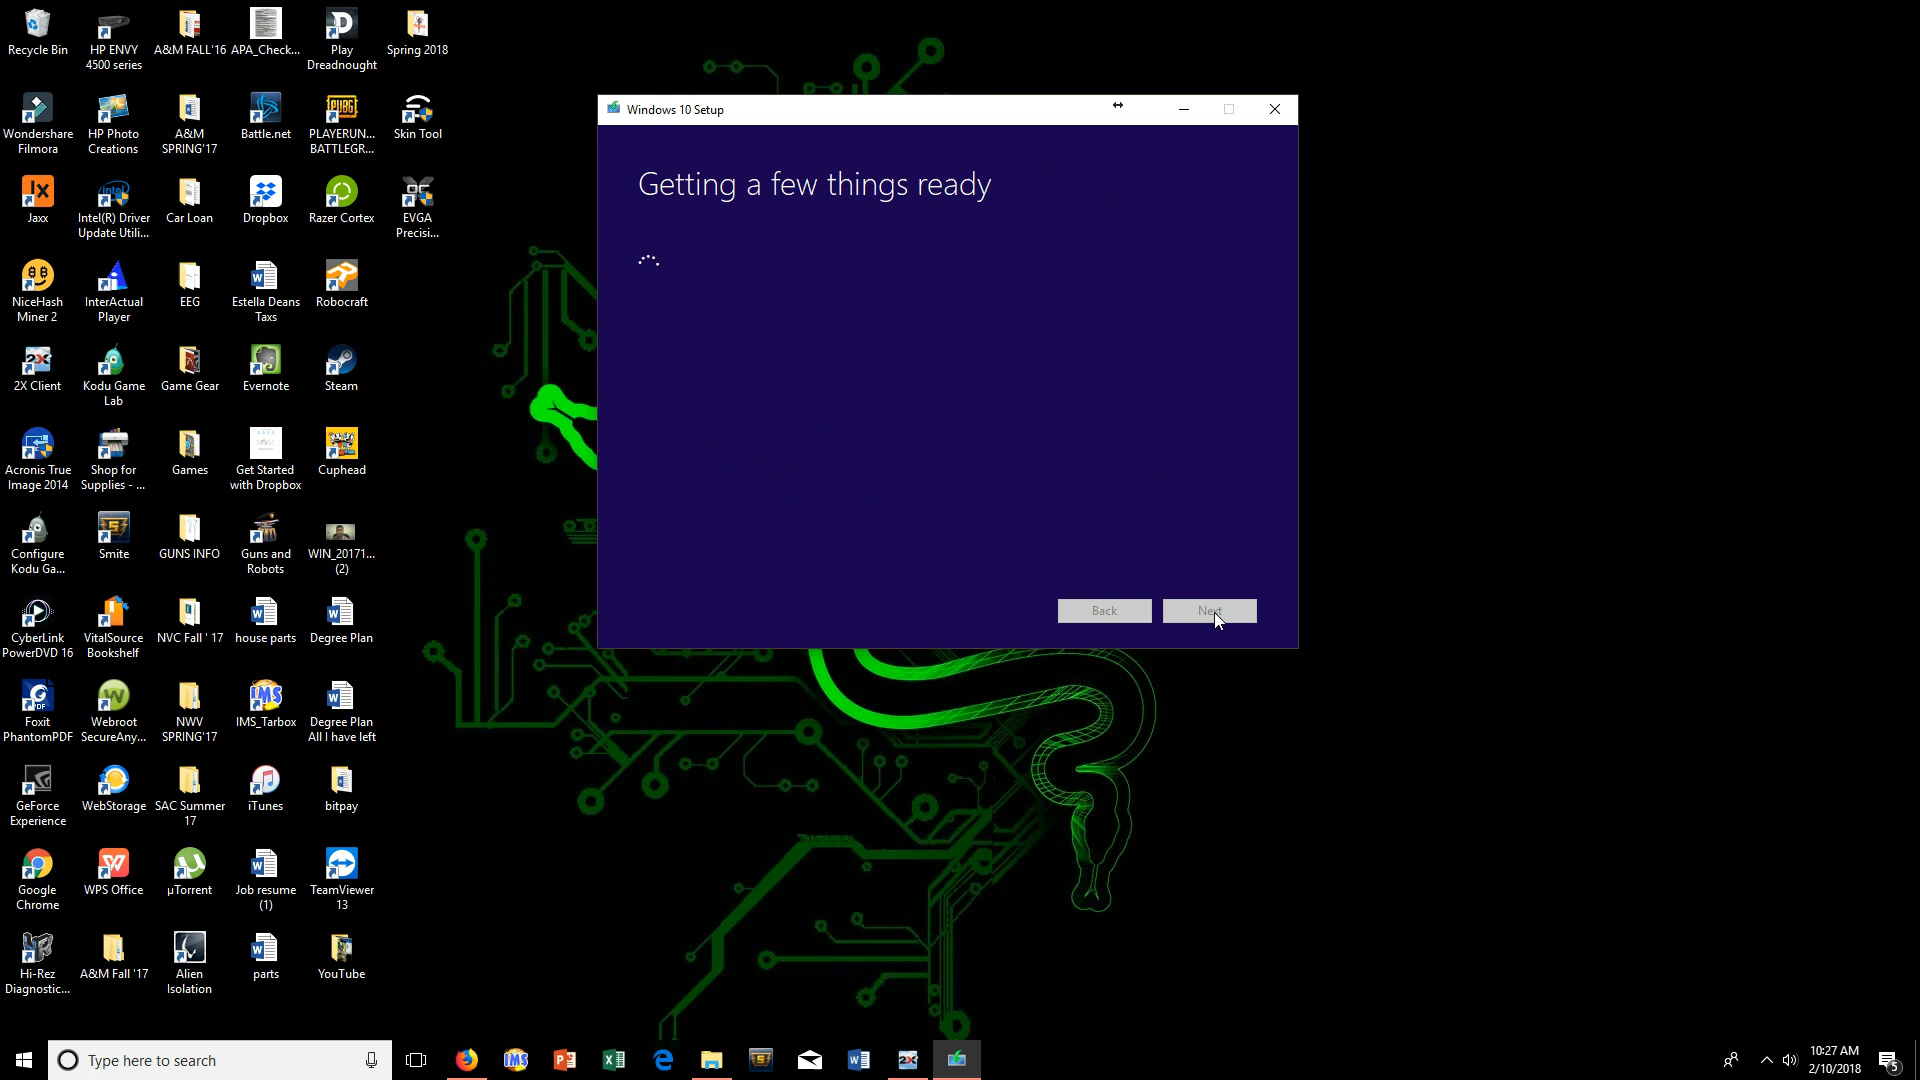 Recycle Bin
HP ENVY
4500 series
A&M FALL'16
APA_Check...
Play
Dreadnought
Spring 2018
Wondershare
Filmora
HP Photo
Creations
A&M
SPRING'17
Battle.net
PLAYERUN...
BATTLEGR...
Skin Tool
Jaxx
Intel(R) Driver
Update Utili...
Car Loan
Dropbox
Razer Cortex
EVGA
Precisi...
NiceHash
Miner 2
InterActual
Player
EEG
Estella Deans
Taxs
Robocraft
2X Client
Kodu Game
Lab
Game Gear
Evernote
Steam
Acronis True
Image 2014
Shop for
Supplies - ...
Games
Get Started
with Dropbox
Cuphead
Configure
Kodu Ga...
Smite
GUNS INFO
Guns and
Robots
WIN_20171...
(2)
CyberLink
PowerDVD 16
VitalSource
Bookshelf
NVC Fall ' 17
house parts
Degree Plan
Foxit
PhantomPDF
Webroot
SecureAny...
NWV
SPRING'17
IMS_Tarbox
Degree Plan
All I have left
GeForce
Experience
WebStorage
SAC Summer
17
iTunes
bitpay
Google
Chrome
WPS Office
µTorrent
Job resume
(1)
TeamViewer
13
Hi-Rez
Diagnostic...
A&M Fall '17
Alien
Isolation
parts
YouTube
Windows 10 Setup
Getting a few things ready
Back
Next
Type here to search
10:27 AM
2/10/2018
5